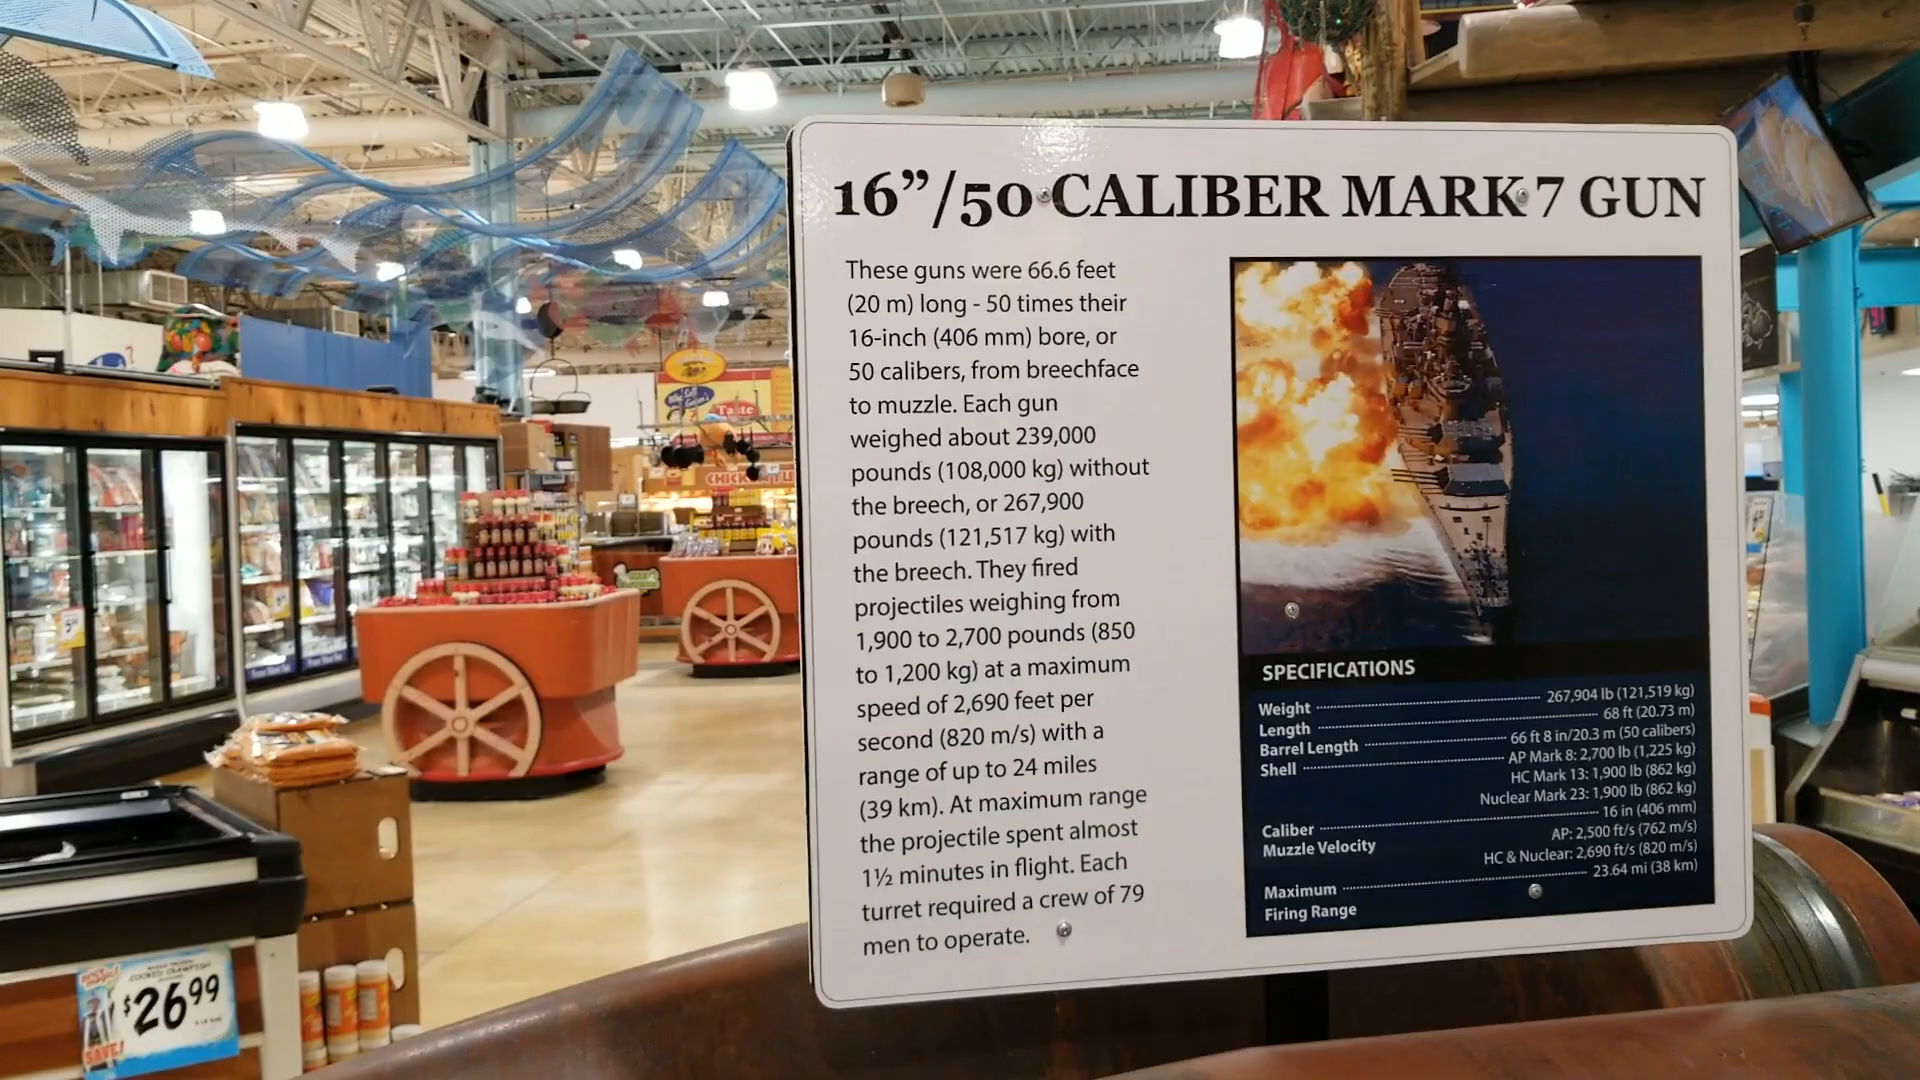 16”/50 CALIBER MARK 7 GUN
These guns were 66.6 feet
(20 m) long - 50 times their
16-inch (406 mm) bore, or
50 calibers, from breechface
to muzzle. Each gun
weighed about 239,000
pounds (108,000 kg) without
the breech, or 267,900
pounds (121,517 kg) with
the breech. They fired
projectiles weighing from
1,900 to 2,700 pounds (850
to 1,200 kg) at a maximum
speed of 2,690 feet per
second (820 m/s) with a
range of up to 24 miles
(39 km). At maximum range
the projectile spent almost
1½ minutes in flight. Each
turret required a crew of 79
men to operate.
SPECIFICATIONS
Weight 267,904 lb (121,519 kg)
Length 68 ft (20.73 m)
Barrel Length 66 ft 8 in/20.3 m (50 calibers)
Shell AP Mark 8: 2,700 lb (1,225 kg)
HC Mark 13: 1,900 lb (862 kg)
Nuclear Mark 23: 1,900 lb (862 kg)
Caliber 16 in (406 mm)
Muzzle Velocity AP: 2,500 ft/s (762 m/s)
HC & Nuclear: 2,690 ft/s (820 m/s)
Maximum 23.64 mi (38 km)
Firing Range
Taste
COOKED CRAWFISH
$26.99
SAVE!